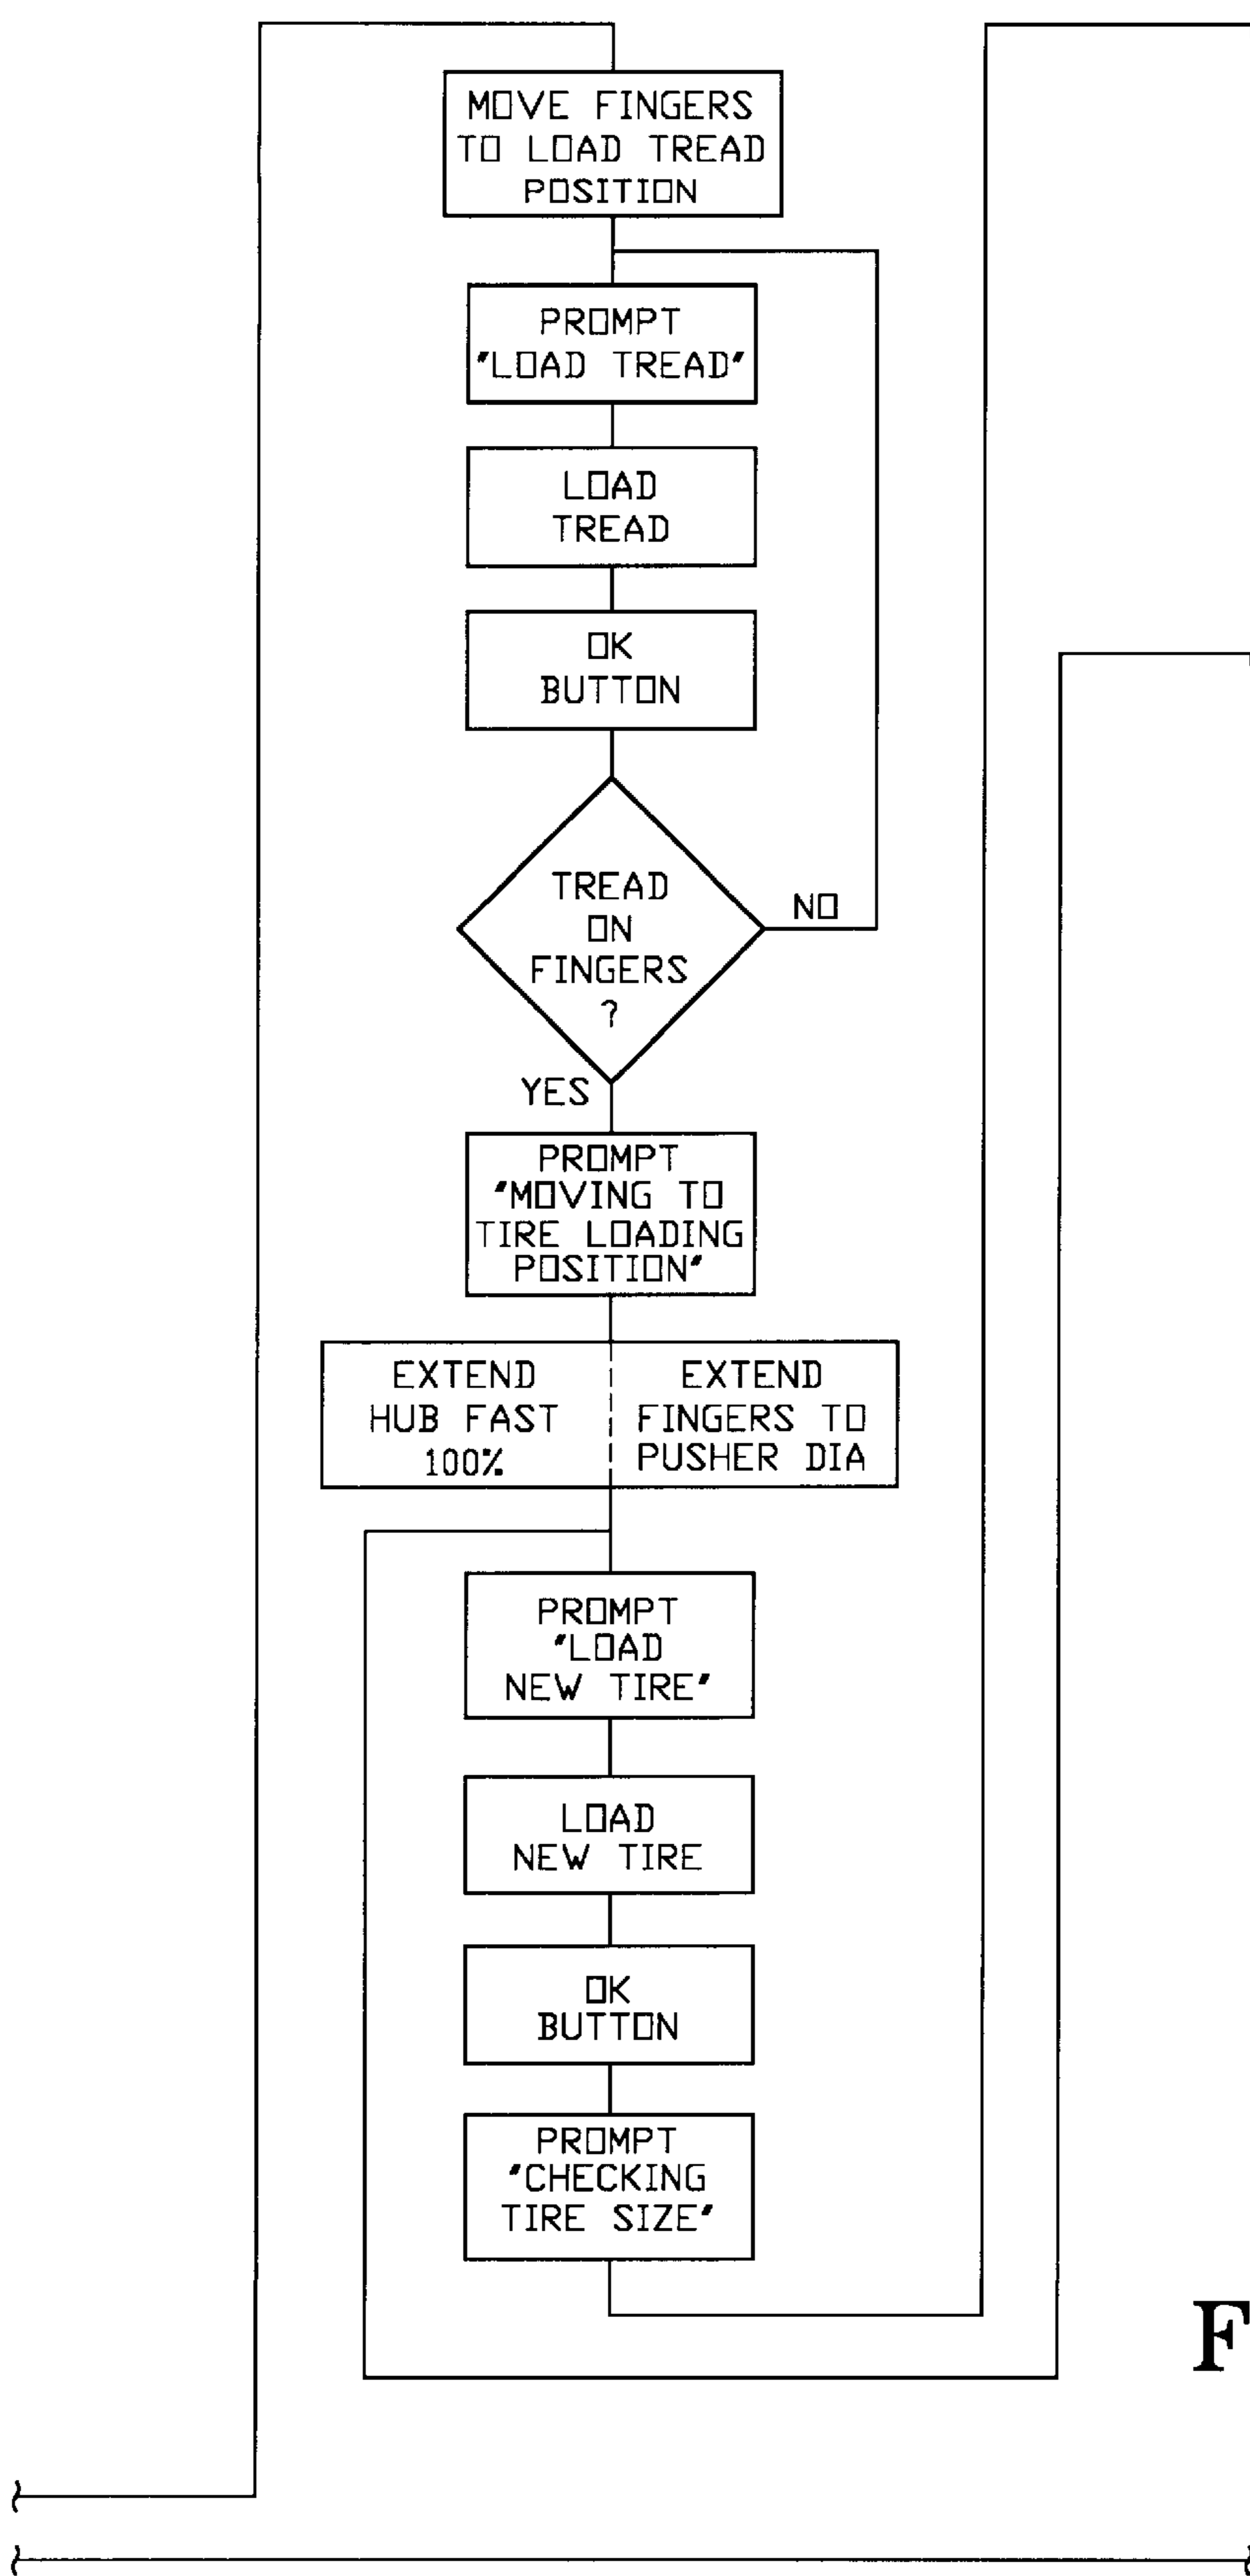 MOVE FINGERS
TO LOAD TREAD
POSITION
PROMPT
"LOAD TREAD"
LOAD
TREAD
OK
BUTTON
TREAD
ON
FINGERS
?
NO
YES
PROMPT
"MOVING TO
TIRE LOADING
POSITION"
EXTEND
HUB FAST
100%
EXTEND
FINGERS TO
PUSHER DIA
PROMPT
"LOAD
NEW TIRE"
LOAD
NEW TIRE
OK
BUTTON
PROMPT
"CHECKING
TIRE SIZE"
F